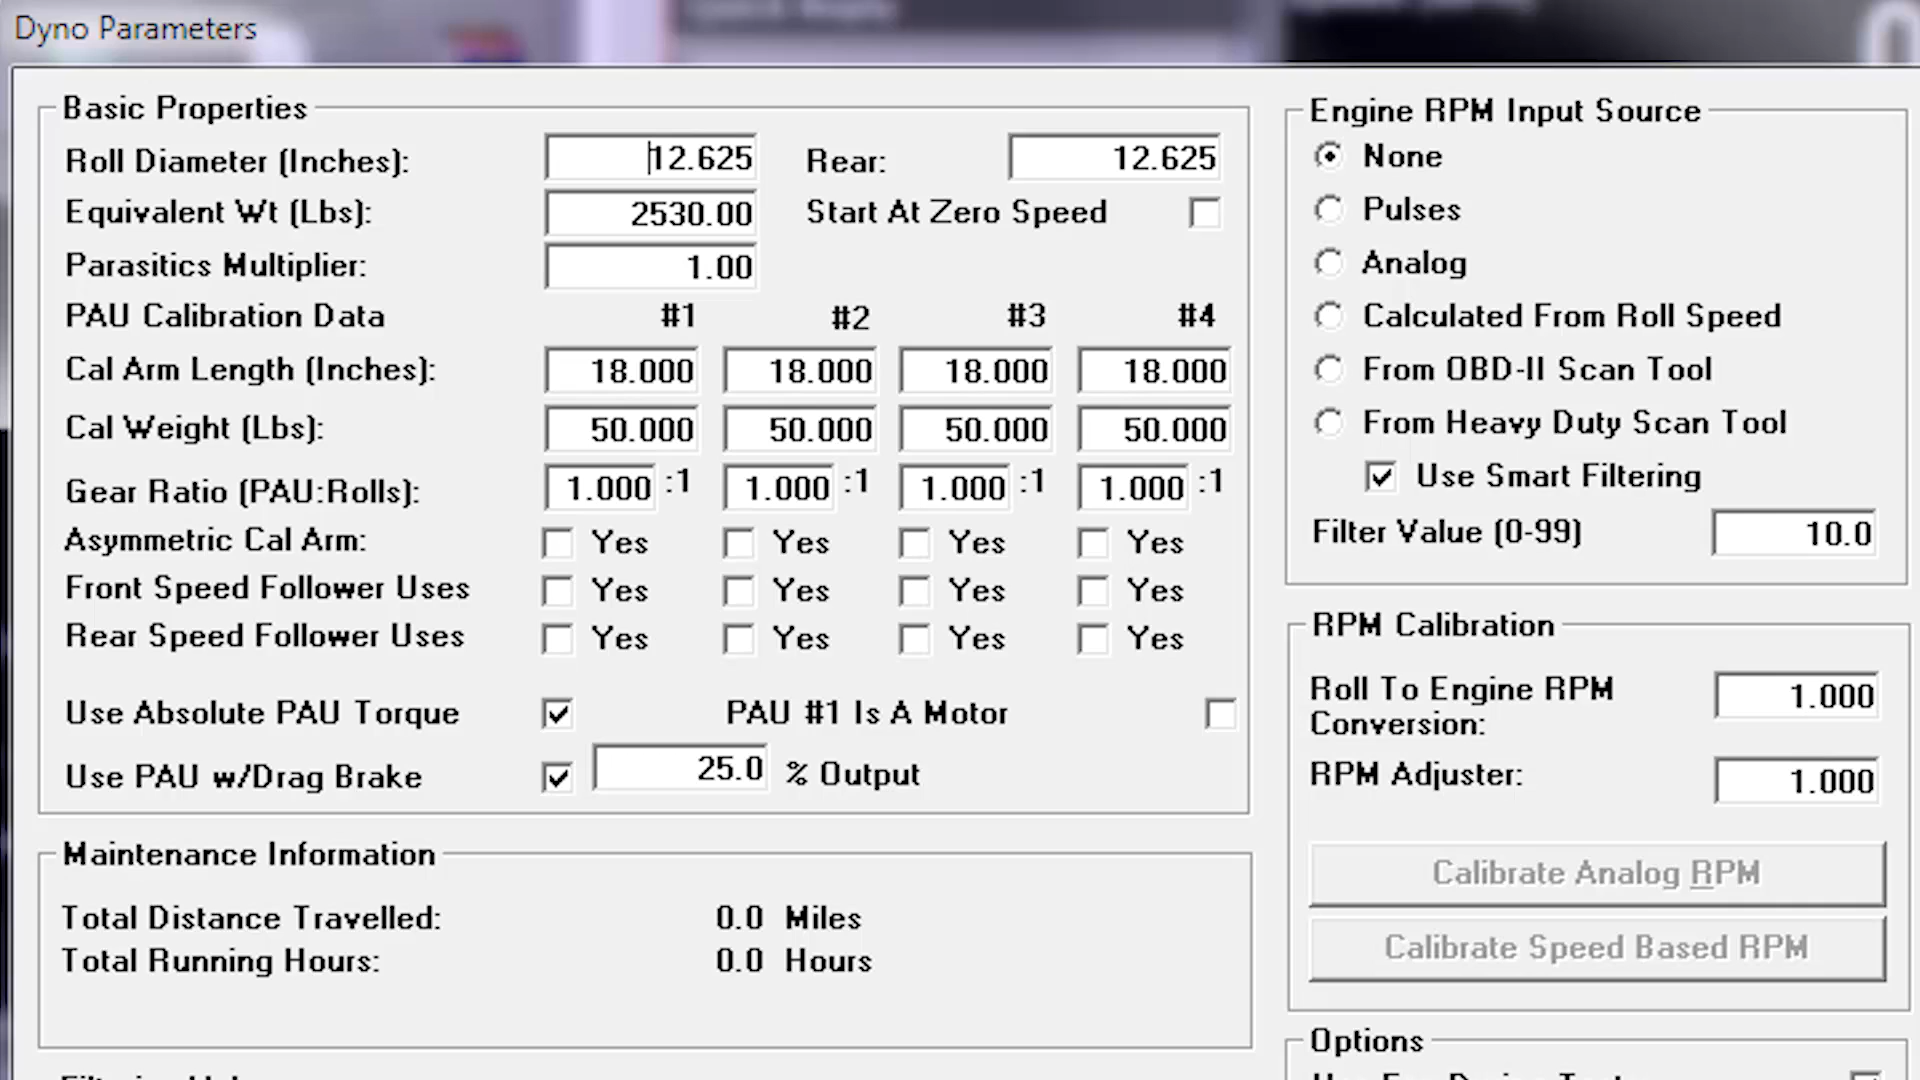 Dyno Parameters
Basic Properties
Roll Diameter (Inches): 12.625 Rear: 12.625
Equivalent Wt (Lbs): 2530.00 Start At Zero Speed
Parasitics Multiplier: 1.00
PAU Calibration Data #1 #2 #3 #4
Cal Arm Length (Inches): 18.000 18.000 18.000 18.000
Cal Weight (Lbs): 50.000 50.000 50.000 50.000
Gear Ratio (PAU:Rolls): 1.000 :1 1.000 :1 1.000 :1 1.000 :1
Asymmetric Cal Arm: Yes Yes Yes Yes
Front Speed Follower Uses Yes Yes Yes Yes
Rear Speed Follower Uses Yes Yes Yes Yes
Use Absolute PAU Torque PAU #1 Is A Motor
Use PAU w/Drag Brake 25.0 % Output
Maintenance Information
Total Distance Travelled: 0.0 Miles
Total Running Hours: 0.0 Hours
Engine RPM Input Source
None
Pulses
Analog
Calculated From Roll Speed
From OBD-II Scan Tool
From Heavy Duty Scan Tool
Use Smart Filtering
Filter Value (0-99) 10.0
RPM Calibration
Roll To Engine RPM
Conversion: 1.000
RPM Adjuster: 1.000
Calibrate Analog RPM
Calibrate Speed Based RPM
Options